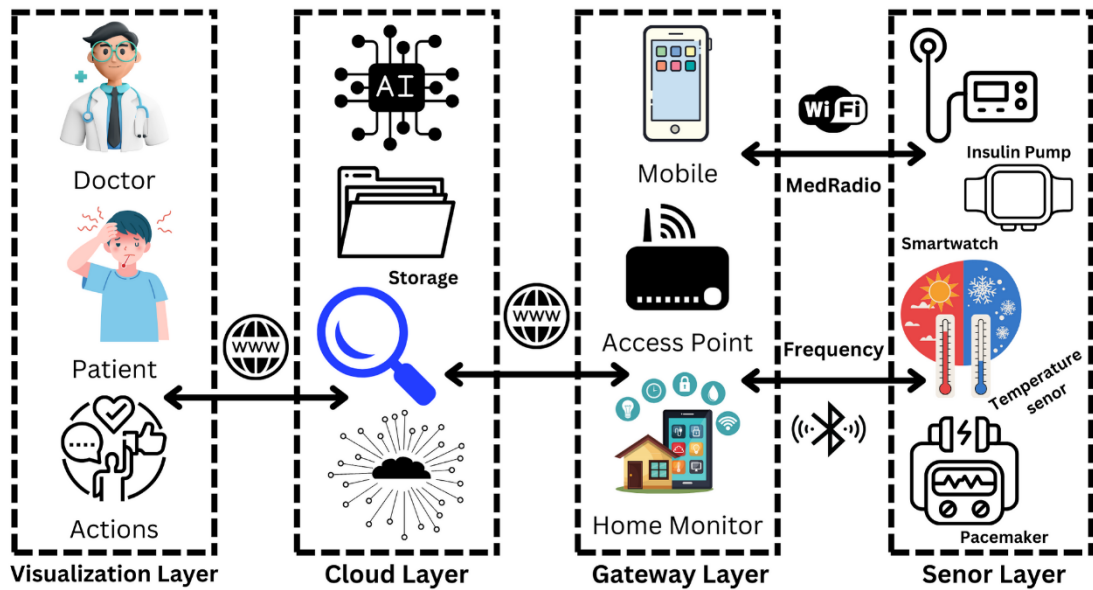 Doctor
Patient
Actions
Visualization Layer
WWW
AI
Storage
Cloud Layer
WWW
Mobile
Access Point
Home Monitor
Gateway Layer
WiFi
MedRadio
Frequency
Insulin Pump
Smartwatch
Temperature
senor
Pacemaker
Senor Layer